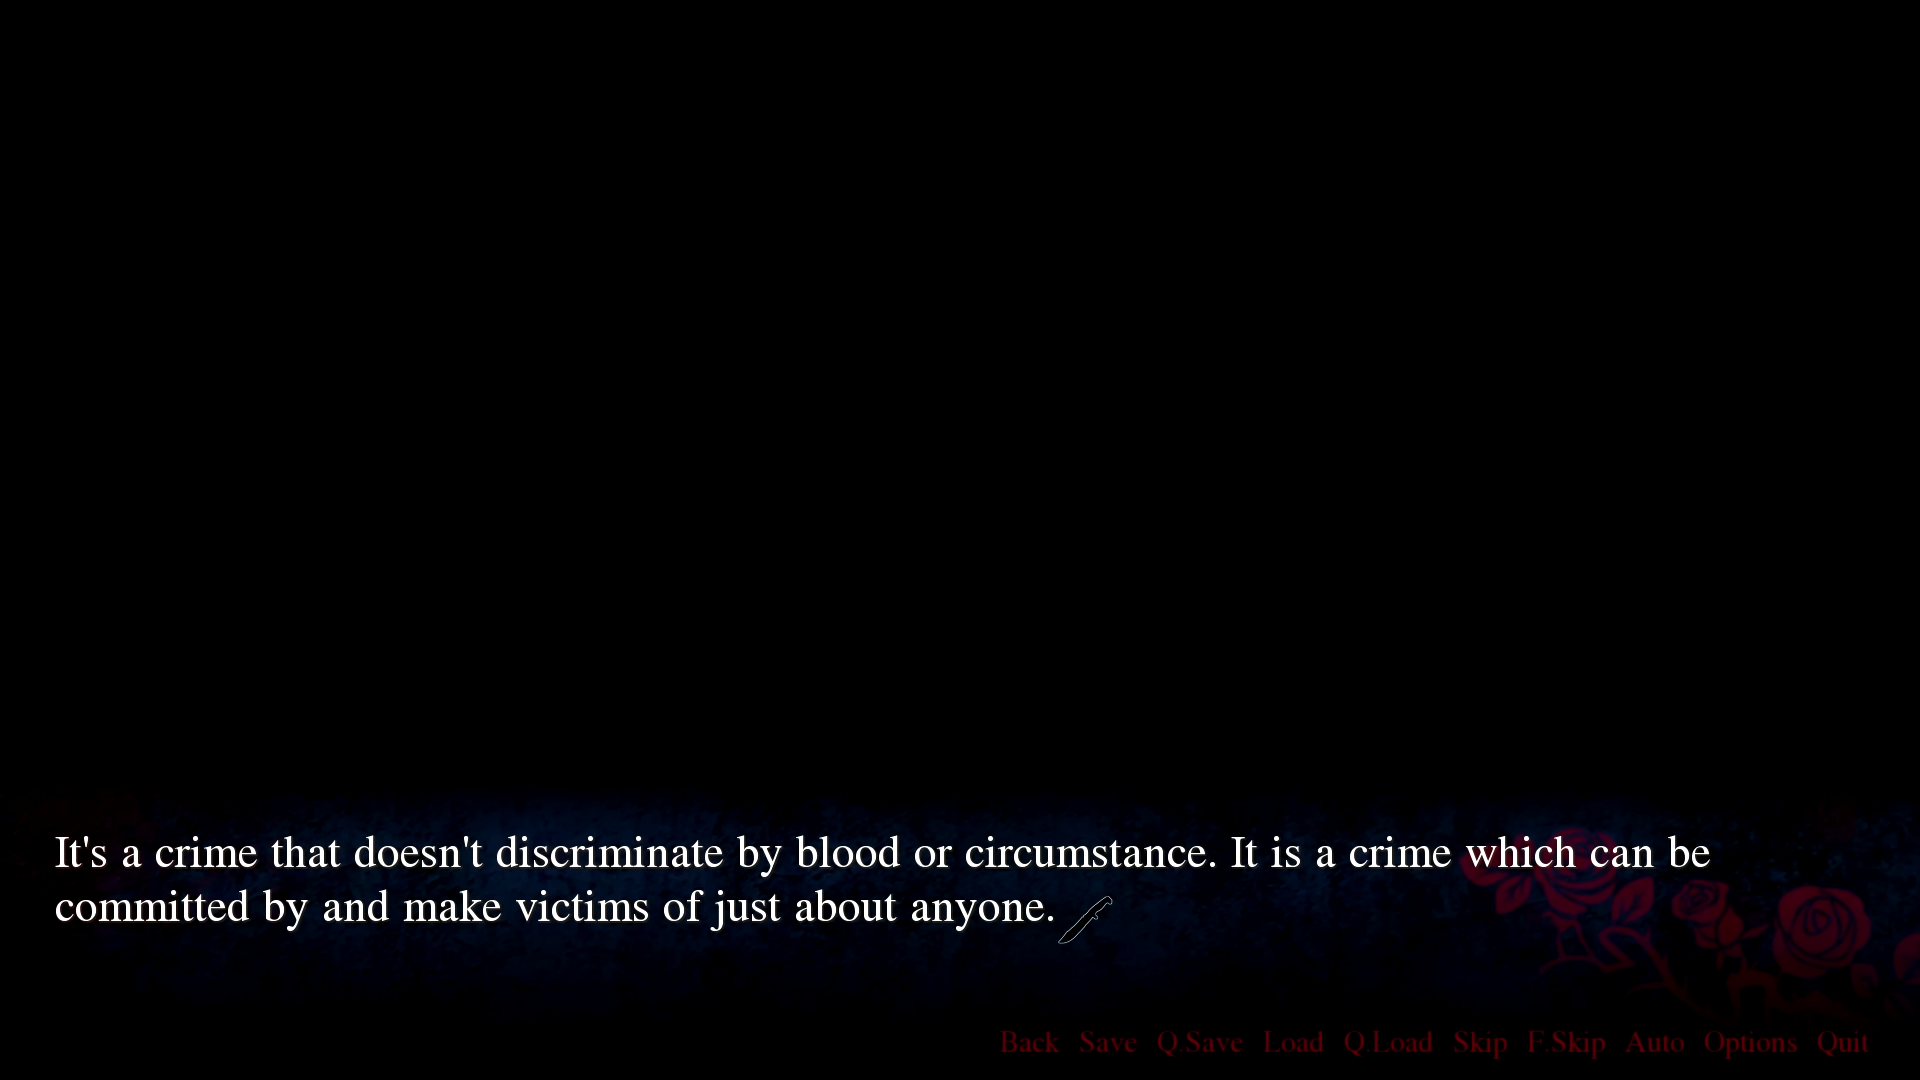 It's a crime that doesn't discriminate by blood or circumstance. It is a crime which can be
committed by and make victims of just about anyone.
Back Save Q.Save Load Q.Load Skip F.Skip Auto Options Quit